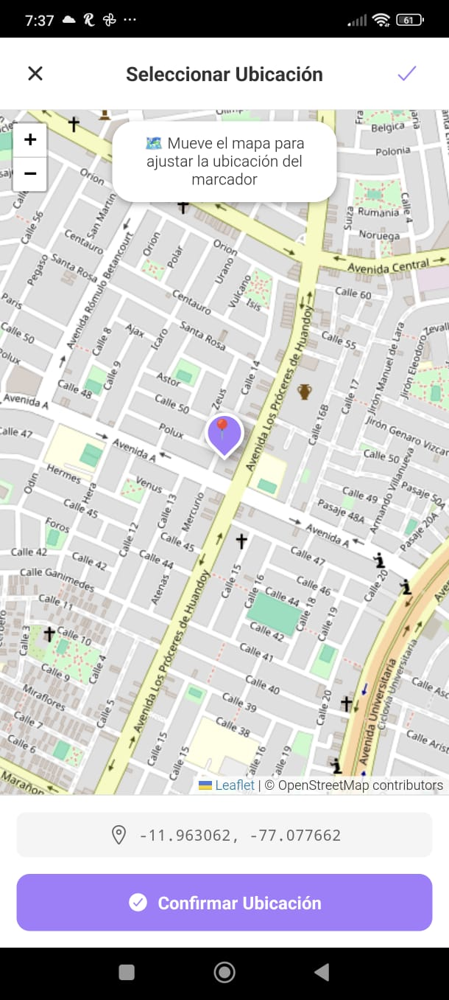 7:37
61
Seleccionar Ubicación
+
−
🗺️ Mueve el mapa para
ajustar la ubicación del
marcador
Belgica
Polonia
Orion
San Martin
Calle 56
Centauro
Pegaso
Santa Rosa
Paris
Calle 50
Polux
Avenida Rómulo Betancourt
Orion
Polar
Orion
Urano
Vulcano
Isis
Centauro
Santa Rosa
Suiza
Rumania
Calle 4
Noruega
Avenida Central
Calle 60
Calle 55
Calle 8
Calle 9
Ajax
Icaro
Astor
Calle 50
Polux
Zeus
Calle 14
Avenida Los Próceres de Huandoy
Calle 16B
Calle 17
Jirón Manuel de Lara
Jirón Eleodoro Zevall
Jirón Genaro Vizcar
Calle 48
Avenida A
Calle 47
Avenida A
Hermes
Odin
Hera
Venus
Calle 45
Foros
Calle 42
Calle 42
Calle 12
Calle 13
Mercurio
Calle 45
Calle 44
Atenas
Calle 50
Calle 49
Pasaje 48A
Armando Villanueva
Pasaje 50A
Pasaje 20A
Avenida A
Calle 47
Calle 46
Calle 20
Calle 15
Calle 16
Calle 44
Calle 18
Calle 19
Calle 42
Calle 41
Calle 40
Calle 39
Calle 38
Calle Ganimedes
Calle 11
Calle 3
Calle 10
Calle 9
Calle 4
Miraflores
Calle 7
Calle 6
Calle 5
Marañon
Avenida Los Próceres de Huandoy
Calle 15
Calle 15
Calle 16
Calle 19
Calle 20
Avenida Universitaria
Ciclovía Universitaria
Calle Asc
Calle Aríst
Leaflet | © OpenStreetMap contributors
-11.963062, -77.077662
Confirmar Ubicación